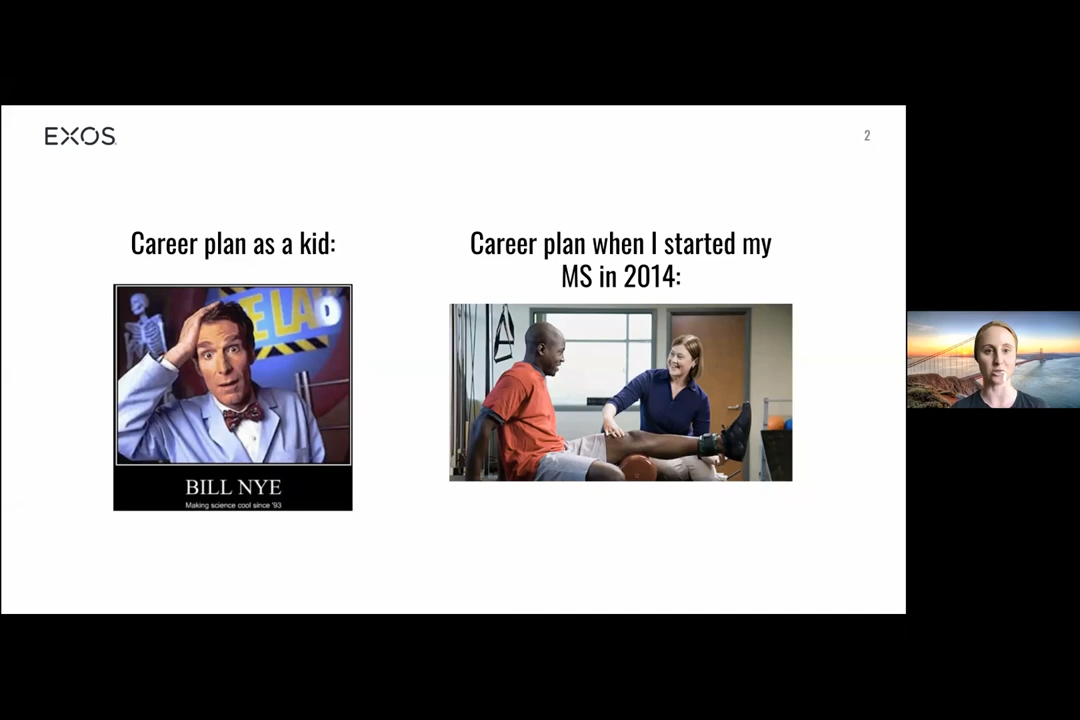 EXOS
2
Career plan as a kid:
Career plan when I started my
MS in 2014:
BILL NYE
Making science cool since '93